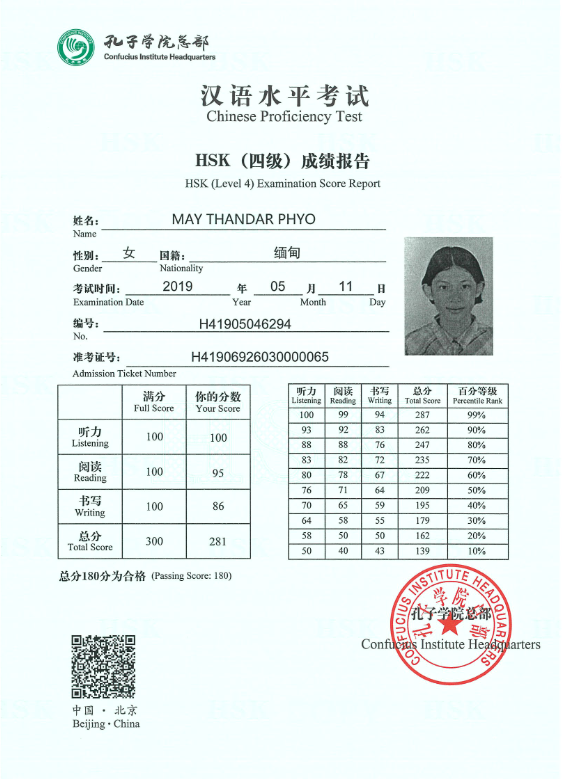 孔子学院总部
Confucius Institute Headquarters
汉语水平考试
Chinese Proficiency Test
HSK（四级）成绩报告
HSK (Level 4) Examination Score Report
姓名： MAY THANDAR PHYO
Name
性别： 女 国籍： 缅甸
Gender Nationality
考试时间： 2019 年 05 月 11 日
Examination Date Year Month Day
编号： H41905046294
No.
准考证号： H41906926030000065
Admission Ticket Number
满分 你的分数
Full Score Your Score
听力 100 100
Listening
阅读 100 95
Reading
书写 100 86
Writing
总分 300 281
Total Score
听力 阅读 书写 总分 百分等级
Listening Reading Writing Total Score Percentile Rank
100 99 94 287 99%
93 92 83 262 90%
88 88 76 247 80%
83 82 72 235 70%
80 78 67 222 60%
76 71 64 209 50%
70 65 59 195 40%
64 58 55 179 30%
58 50 50 162 20%
50 40 43 139 10%
总分180分为合格 (Passing Score: 180)
孔子学院总部
Confucius Institute Headquarters
孔子学院总部
CONFUCIUS INSTITUTE HEADQUARTERS
中国 · 北京
Beijing · China